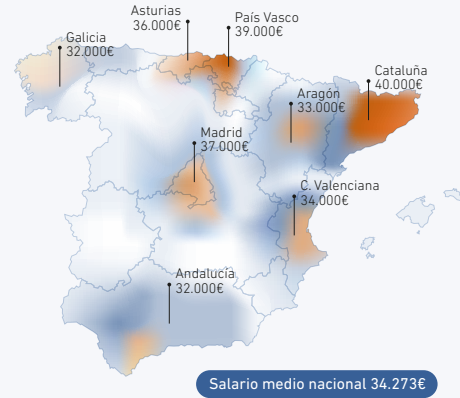 Asturias
36.000€
País Vasco
39.000€
Galicia
32.000€
Cataluña
40.000€
Aragón
33.000€
Madrid
37.000€
C. Valenciana
34.000€
Andalucía
32.000€
Salario medio nacional 34.273€